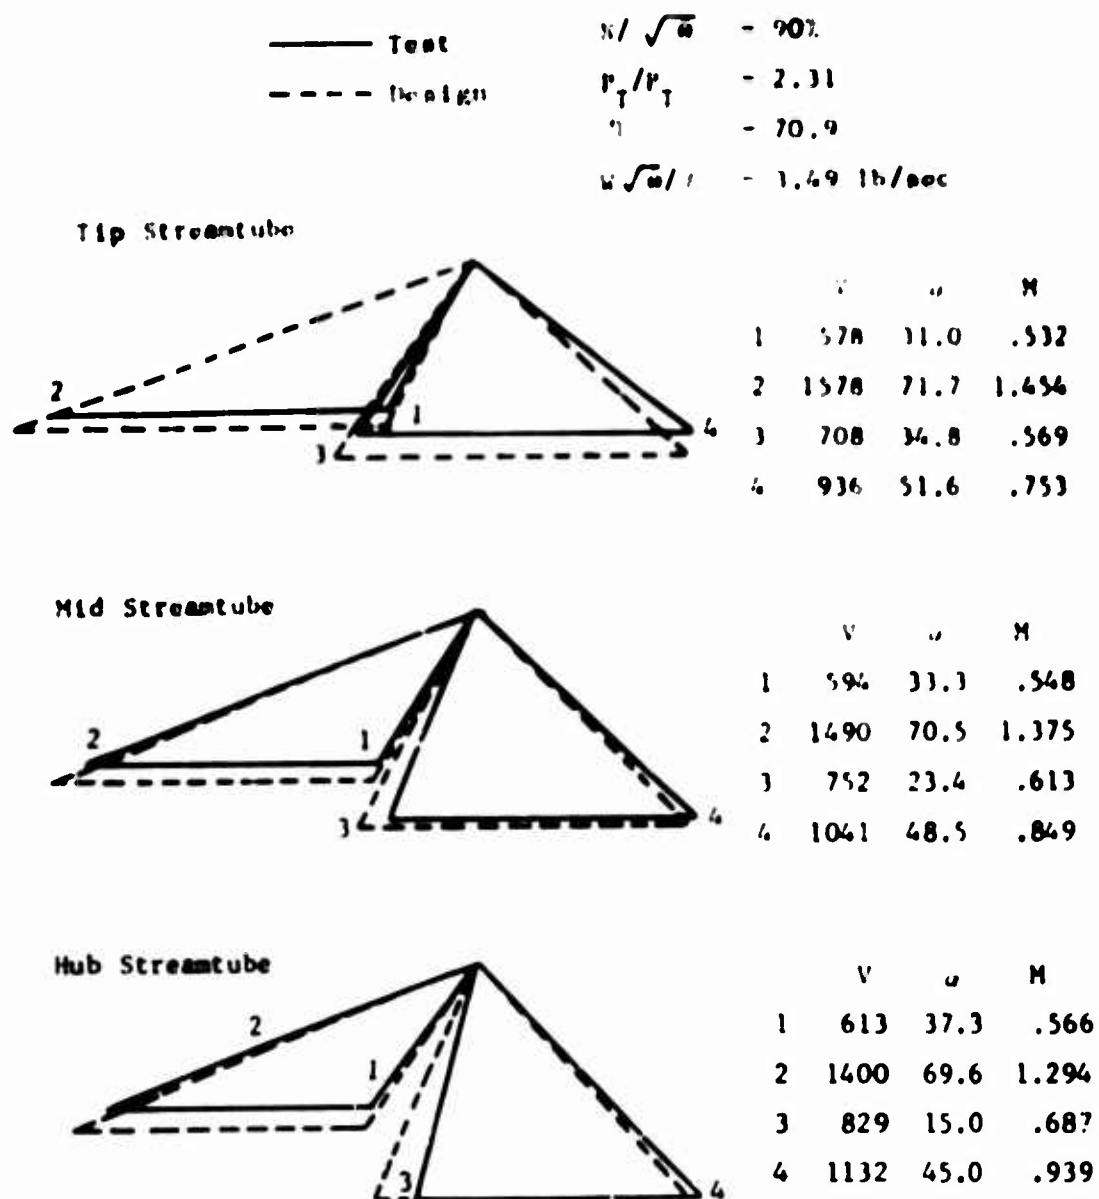 Test
Design
N/ √ - 90%
P_T/P_T - 2.31
η - 70.9
W√ / - 3.49 lb/sec
Tip Streamtube
2
1
3
4
V α M
1 578 31.0 .532
2 1578 71.7 1.454
3 708 34.8 .569
4 936 51.6 .753
Mid Streamtube
2
1
3
4
V α M
1 594 33.3 .548
2 1490 70.5 1.375
3 752 23.4 .613
4 1041 48.5 .849
Hub Streamtube
2
1
3
4
V α M
1 613 37.3 .566
2 1400 69.6 1.294
3 829 15.0 .687
4 1132 45.0 .939